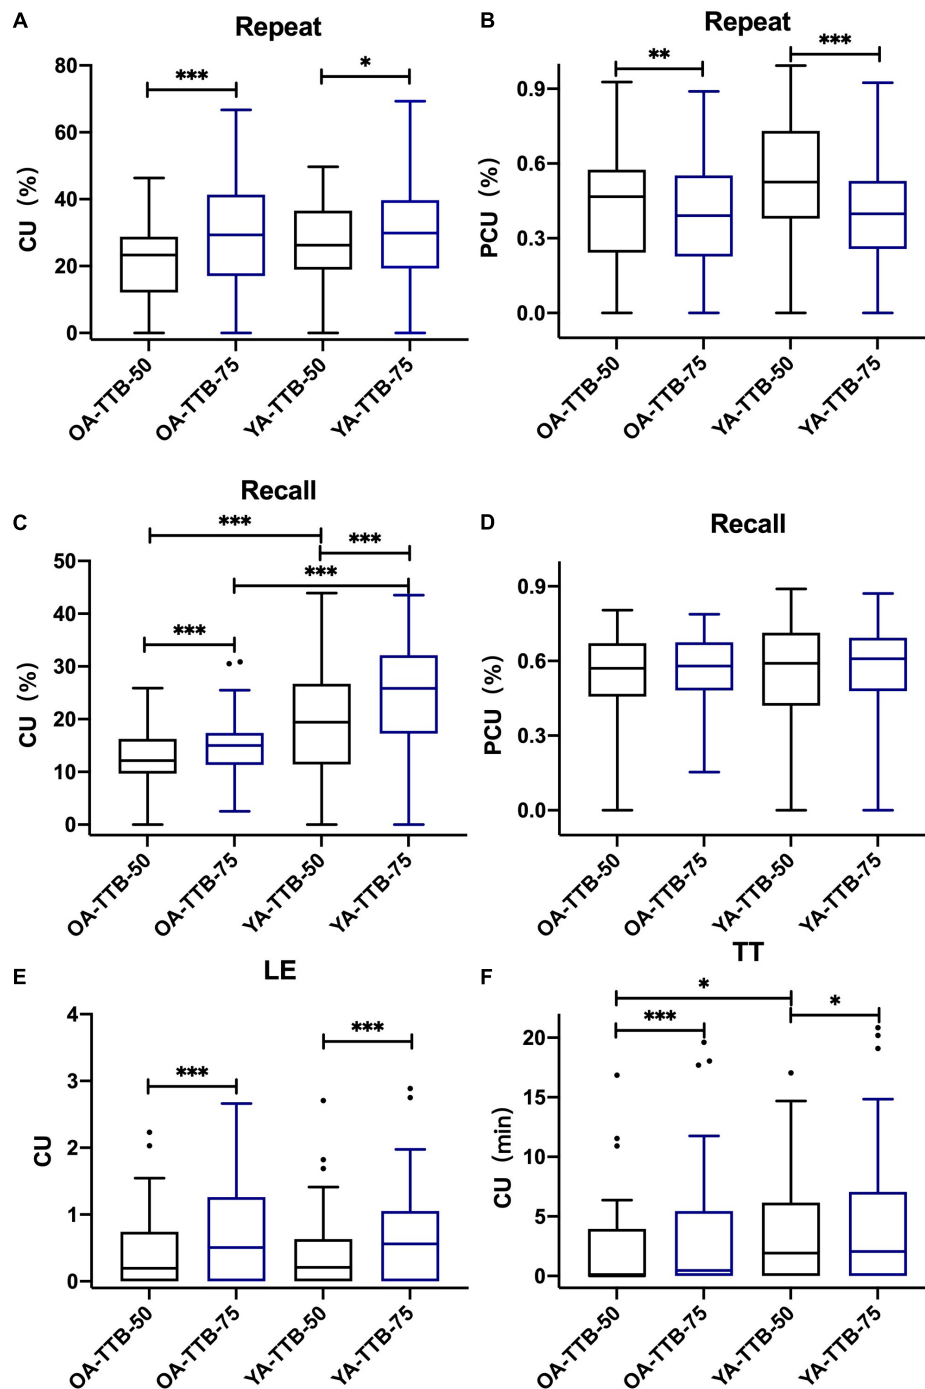 A
Repeat
***
*
80
60
40
20
0
CU (%)
OA-TTB-50
OA-TTB-75
YA-TTB-50
YA-TTB-75
B
Repeat
**
***
0.9
0.6
0.3
0.0
PCU (%)
OA-TTB-50
OA-TTB-75
YA-TTB-50
YA-TTB-75
C
Recall
***
***
***
***
50
40
30
20
10
0
CU (%)
OA-TTB-50
OA-TTB-75
YA-TTB-50
YA-TTB-75
D
Recall
0.9
0.6
0.3
0.0
PCU (%)
OA-TTB-50
OA-TTB-75
YA-TTB-50
YA-TTB-75
E
LE
***
***
4
3
2
1
0
CU
OA-TTB-50
OA-TTB-75
YA-TTB-50
YA-TTB-75
F
TT
*
*
***
20
15
10
5
0
CU (min)
OA-TTB-50
OA-TTB-75
YA-TTB-50
YA-TTB-75